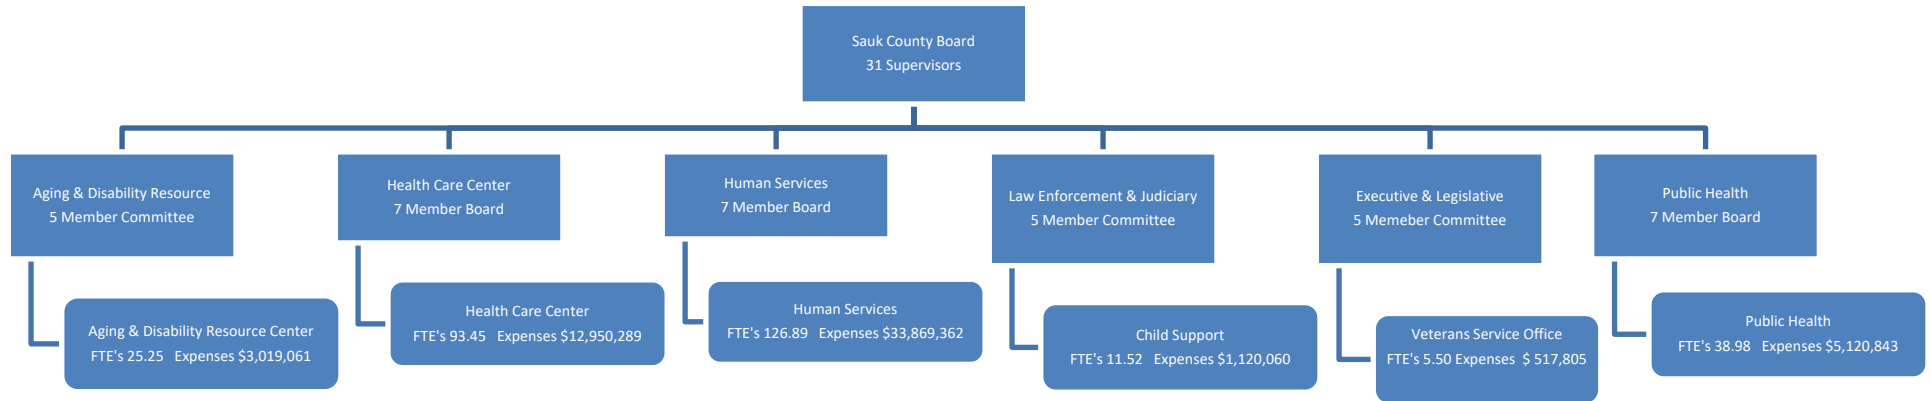 Sauk County Board
31 Supervisors
Aging & Disability Resource
5 Member Committee
Health Care Center
7 Member Board
Human Services
7 Member Board
Law Enforcement & Judiciary
5 Member Committee
Executive & Legislative
5 Memeber Committee
Public Health
7 Member Board
Aging & Disability Resource Center
FTE's 25.25 Expenses $3,019,061
Health Care Center
FTE's 93.45 Expenses $12,950,289
Human Services
FTE's 126.89 Expenses $33,869,362
Child Support
FTE's 11.52 Expenses $1,120,060
Veterans Service Office
FTE's 5.50 Expenses $ 517,805
Public Health
FTE's 38.98 Expenses $5,120,843